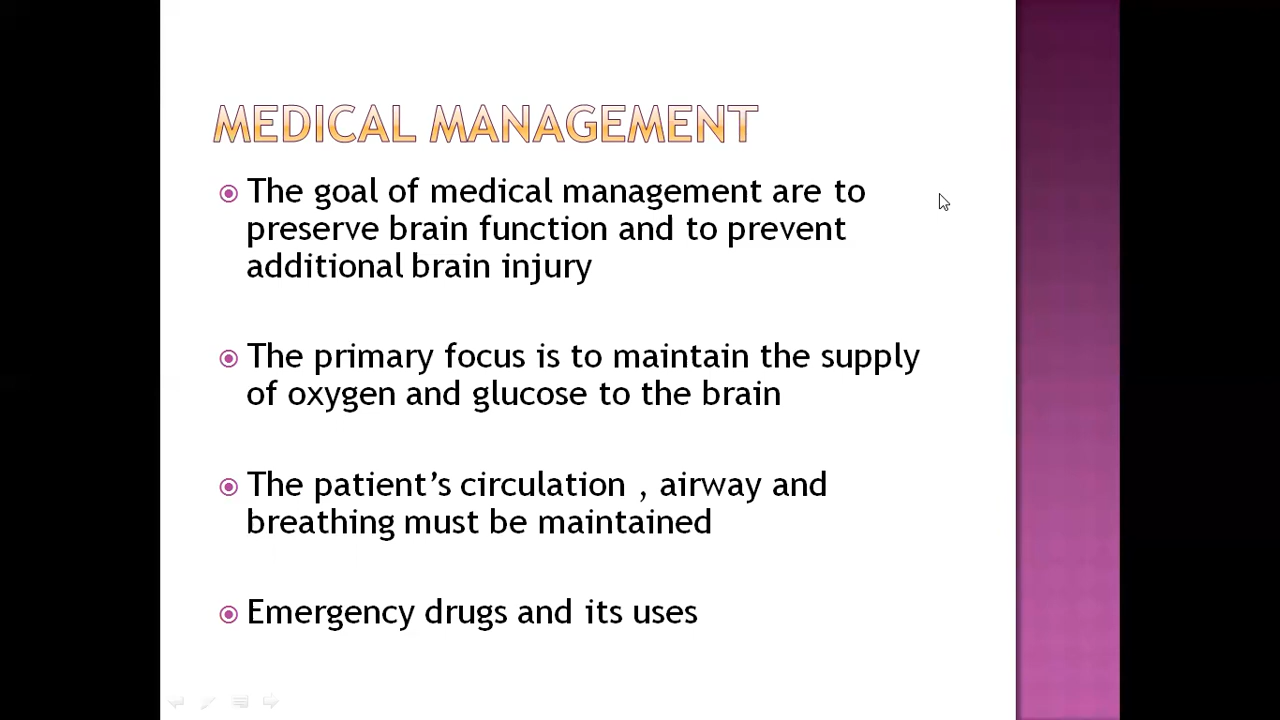 MEDICAL MANAGEMENT
The goal of medical management are to
preserve brain function and to prevent
additional brain injury
The primary focus is to maintain the supply
of oxygen and glucose to the brain
The patient’s circulation , airway and
breathing must be maintained
Emergency drugs and its uses